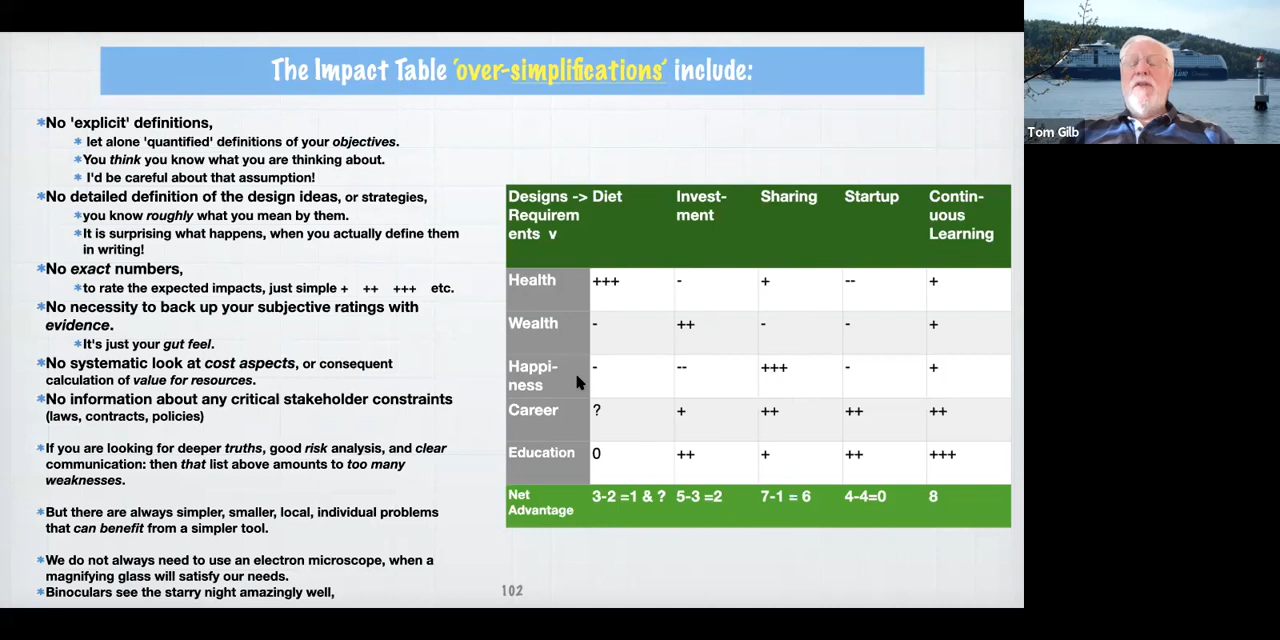 The Impact Table 'over-simplifications' include:
*No 'explicit' definitions,
* let alone 'quantified' definitions of your objectives.
*You think you know what you are thinking about.
* I'd be careful about that assumption!
*No detailed definition of the design ideas, or strategies,
*you know roughly what you mean by them.
*It is surprising what happens, when you actually define them
in writing!
*No exact numbers,
*to rate the expected impacts, just simple + ++ +++ etc.
*No necessity to back up your subjective ratings with
evidence.
*It's just your gut feel.
*No systematic look at cost aspects, or consequent
calculation of value for resources.
*No information about any critical stakeholder constraints
(laws, contracts, policies)
*If you are looking for deeper truths, good risk analysis, and clear
communication: then that list above amounts to too many
weaknesses.
*But there are always simpler, smaller, local, individual problems
that can benefit from a simpler tool.
*We do not always need to use an electron microscope, when a
magnifying glass will satisfy our needs.
*Binoculars see the starry night amazingly well,
Designs -> Diet Invest- Sharing Startup Contin-
Requirem ment uous
ents v Learning
Health +++ - + -- +
Wealth - ++ - - +
Happi- - -- +++ - +
ness
Career ? + ++ ++ ++
Education 0 ++ + ++ +++
Net 3-2 =1 & ? 5-3 =2 7-1 = 6 4-4=0 8
Advantage
102
Tom Gilb
Line